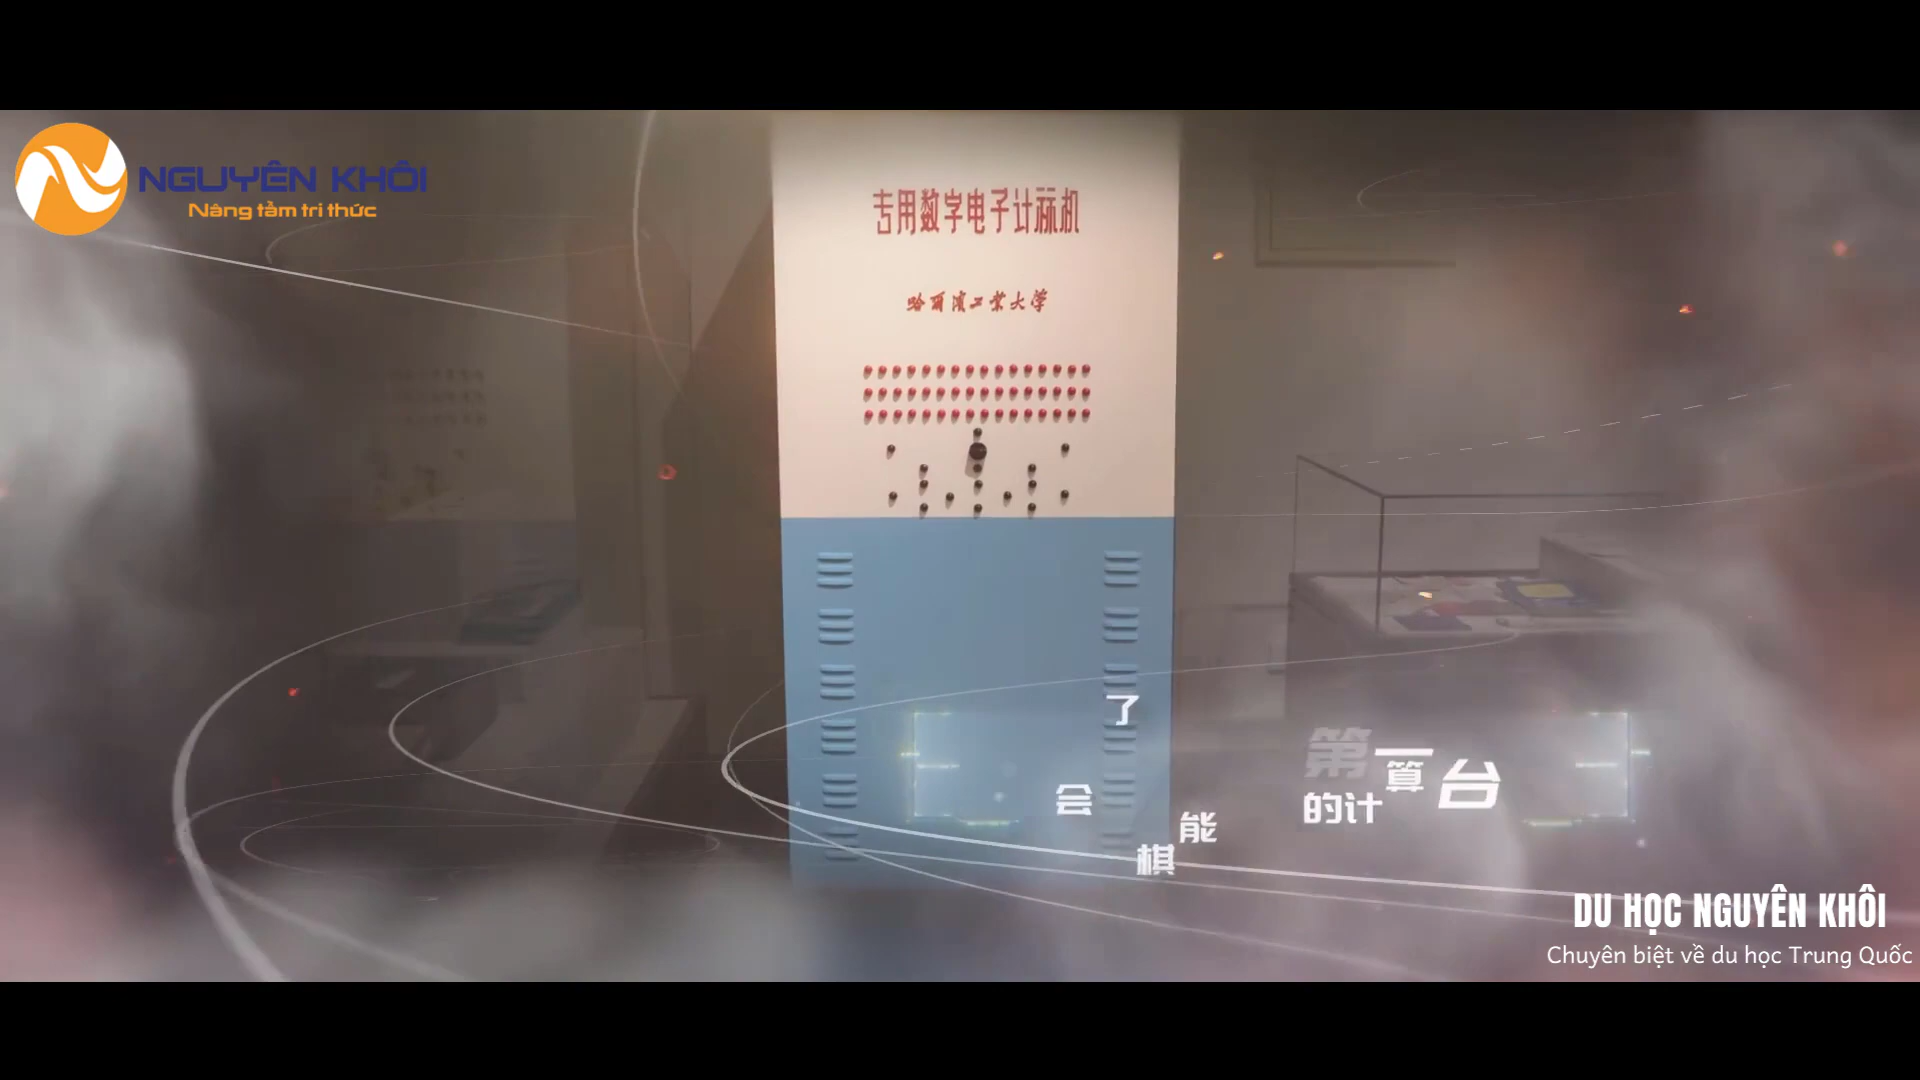 NGUYÊN KHÔI
Nâng tầm tri thức
专用数字电子计祘机
哈尔滨工业大学
了
第一算台
的计
会
能
棋
DU HỌC NGUYÊN KHÔI
Chuyên biệt về du học Trung Quốc